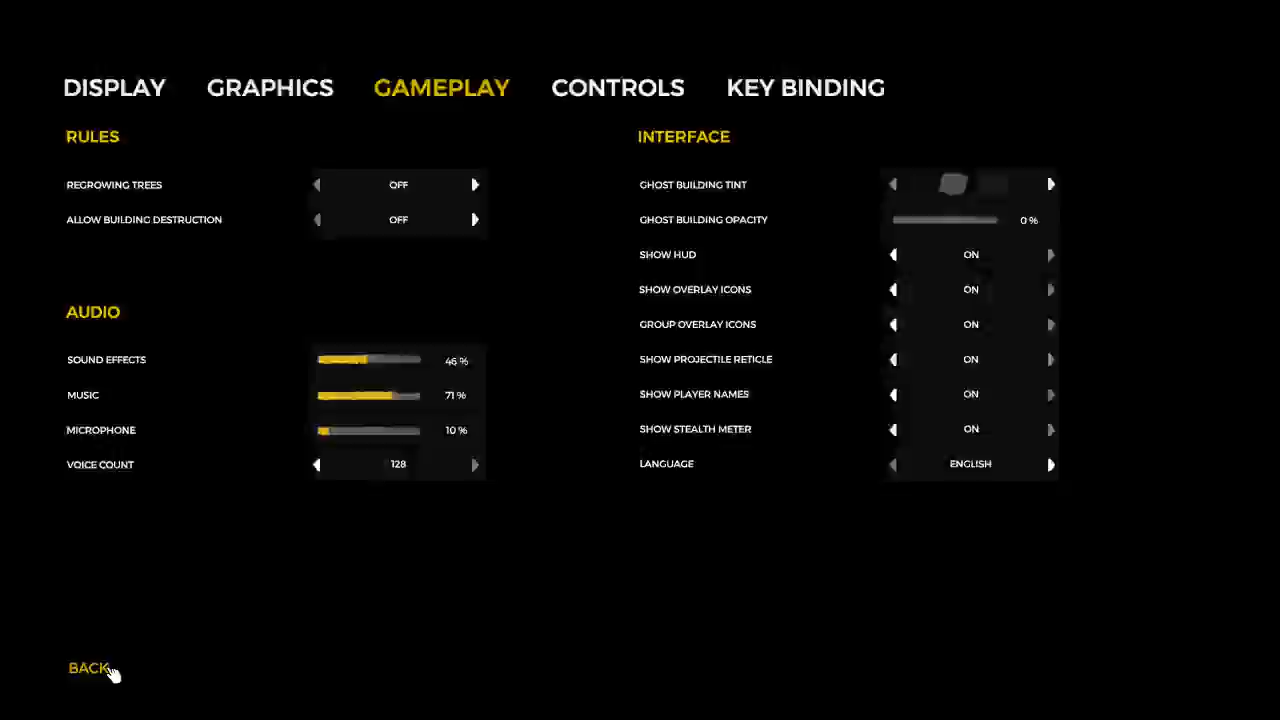 DISPLAY GRAPHICS GAMEPLAY CONTROLS KEY BINDING
RULES
REGROWING TREES OFF
ALLOW BUILDING DESTRUCTION OFF
AUDIO
SOUND EFFECTS 46 %
MUSIC 71 %
MICROPHONE 10 %
VOICE COUNT 128
INTERFACE
GHOST BUILDING TINT
GHOST BUILDING OPACITY 0 %
SHOW HUD ON
SHOW OVERLAY ICONS ON
GROUP OVERLAY ICONS ON
SHOW PROJECTILE RETICLE ON
SHOW PLAYER NAMES ON
SHOW STEALTH METER ON
LANGUAGE ENGLISH
BACK